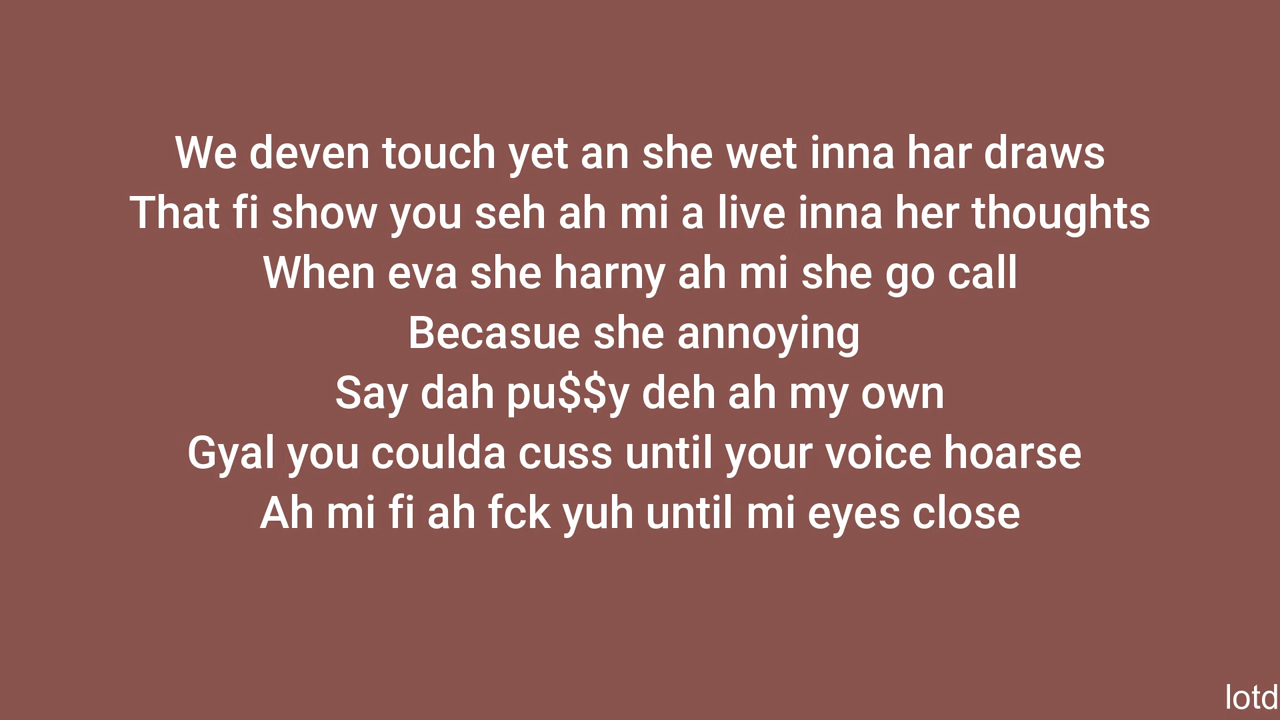 We deven touch yet an she wet inna har draws
That fi show you seh ah mi a live inna her thoughts
When eva she harny ah mi she go call
Becasue she annoying
Say dah pu$$y deh ah my own
Gyal you coulda cuss until your voice hoarse
Ah mi fi ah fck yuh until mi eyes close
lotd